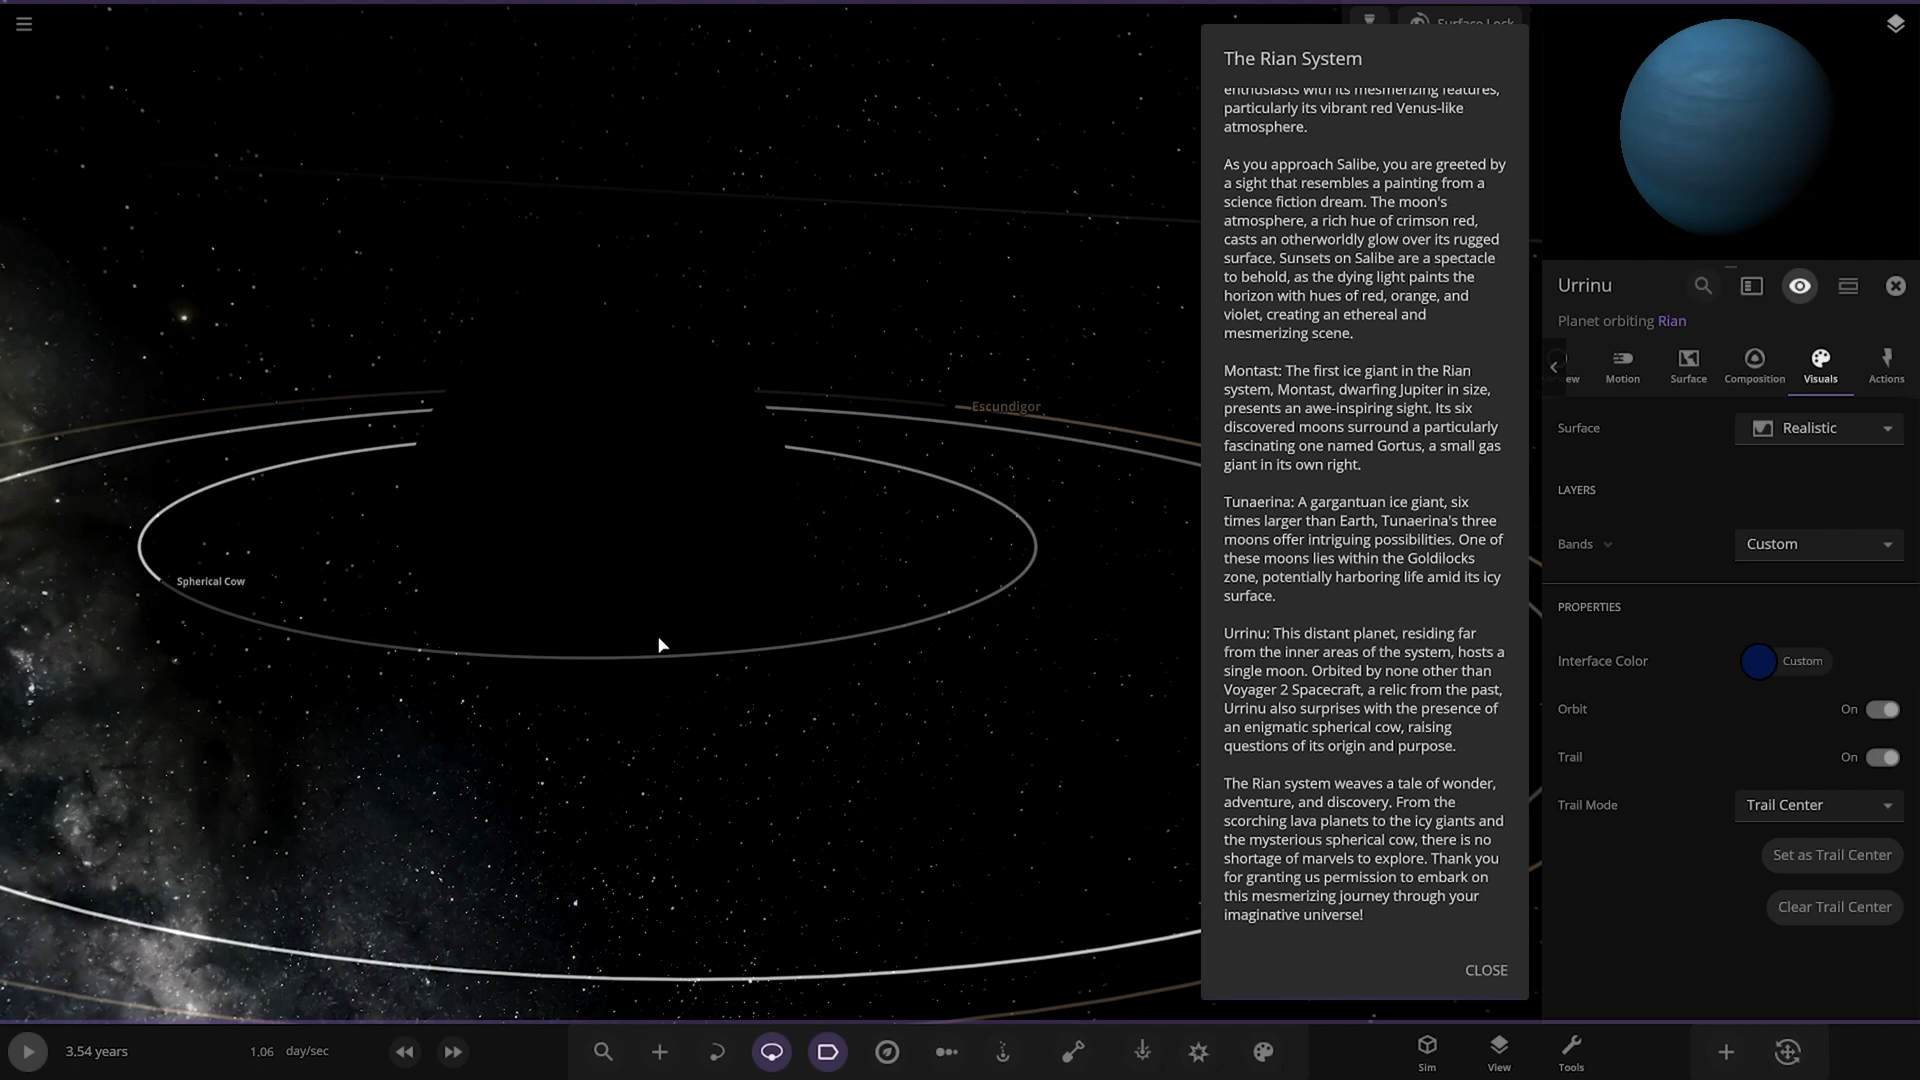 Surface Lock
The Rian System
enthusiasts with its mesmerizing features,
particularly its vibrant red Venus-like
atmosphere.
As you approach Salibe, you are greeted by
a sight that resembles a painting from a
science fiction dream. The moon's
atmosphere, a rich hue of crimson red,
casts an otherworldly glow over its rugged
surface. Sunsets on Salibe are a spectacle
to behold, as the dying light paints the
horizon with hues of red, orange, and
violet, creating an ethereal and
mesmerizing scene.
Montast: The first ice giant in the Rian
system, Montast, dwarfing Jupiter in size,
presents an awe-inspiring sight. Its six
discovered moons surround a particularly
fascinating one named Gortus, a small gas
giant in its own right.
Tunaerina: A gargantuan ice giant, six
times larger than Earth, Tunaerina's three
moons offer intriguing possibilities. One of
these moons lies within the Goldilocks
zone, potentially harboring life amid its icy
surface.
Urrinu: This distant planet, residing far
from the inner areas of the system, hosts a
single moon. Orbited by none other than
Voyager 2 Spacecraft, a relic from the past,
Urrinu also surprises with the presence of
an enigmatic spherical cow, raising
questions of its origin and purpose.
The Rian system weaves a tale of wonder,
adventure, and discovery. From the
scorching lava planets to the icy giants and
the mysterious spherical cow, there is no
shortage of marvels to explore. Thank you
for granting us permission to embark on
this mesmerizing journey through your
imaginative universe!
CLOSE
Escundigor
Spherical Cow
Urrinu
Planet orbiting Rian
Motion
Surface
Composition
Visuals
Actions
Surface
Realistic
LAYERS
Bands
Custom
PROPERTIES
Interface Color
Custom
Orbit
On
Trail
On
Trail Mode
Trail Center
Set as Trail Center
Clear Trail Center
3.54 years
1.06 day/sec
Sim
View
Tools